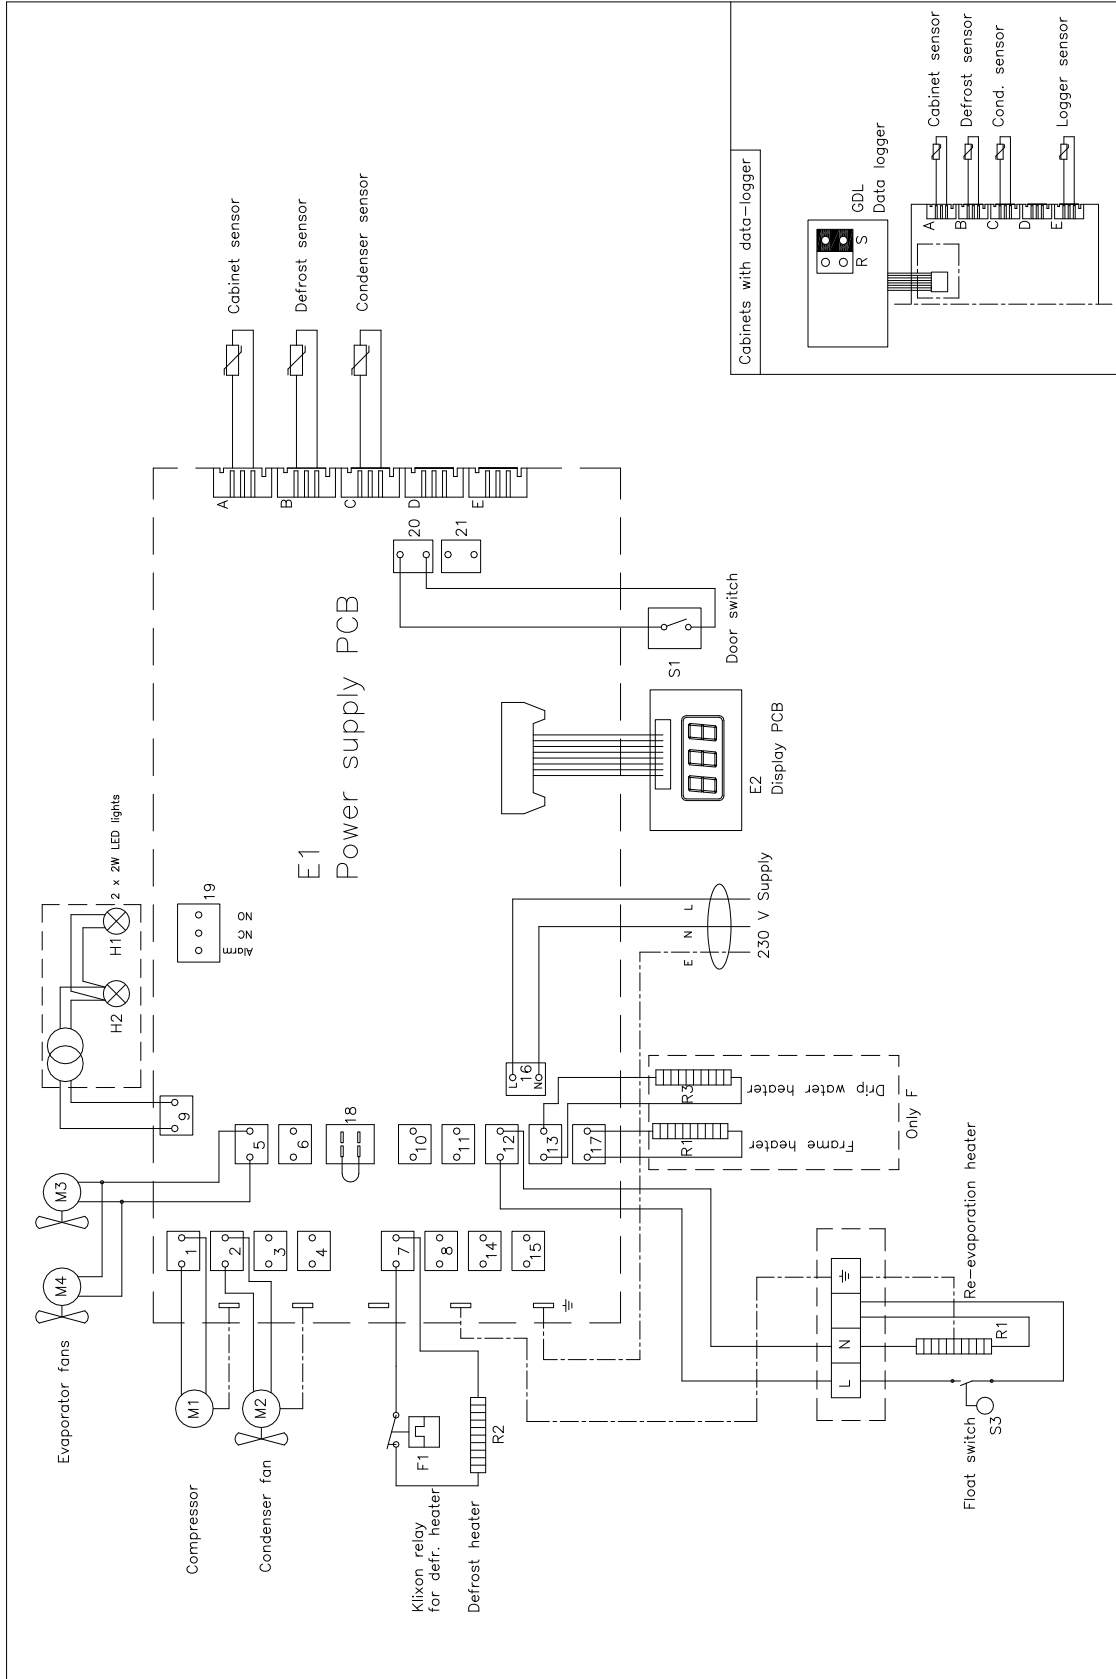 Evaporator fans
M4
M3
H2
H1
2 x 2W LED lights
9
Alarm
NC
NO
19
E1
Power supply PCB
Compressor
M1
Condenser fan
M2
1
2
3
4
5
6
18
7
8
14
15
10
11
12
13
17
16
L
N
Klixon relay
for defr. heater
F1
Defrost heater
R2
A
B
C
D
E
Cabinet sensor
Defrost sensor
Condenser sensor
20
21
S1
Door switch
E2
Display PCB
E
N
L
230 V Supply
R3
Drip water heater
R1
Frame heater
Only F
L
N
Re-evaporation heater
R1
Float switch
S3
Cabinets with data-logger
R
S
GDL
Data logger
A
B
C
D
E
Cabinet sensor
Defrost sensor
Cond. sensor
Logger sensor